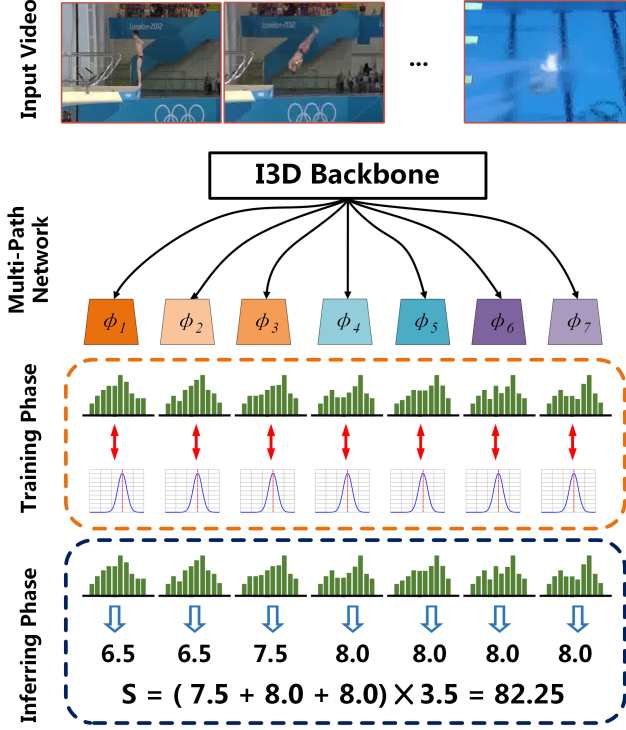 Input Video
London 2012
London 2012
...
I3D Backbone
Multi-Path
Network
ϕ1 ϕ2 ϕ3 ϕ4 ϕ5 ϕ6 ϕ7
Training Phase
Inferring Phase
6.5 6.5 7.5 8.0 8.0 8.0 8.0
S = ( 7.5 + 8.0 + 8.0) × 3.5 = 82.25